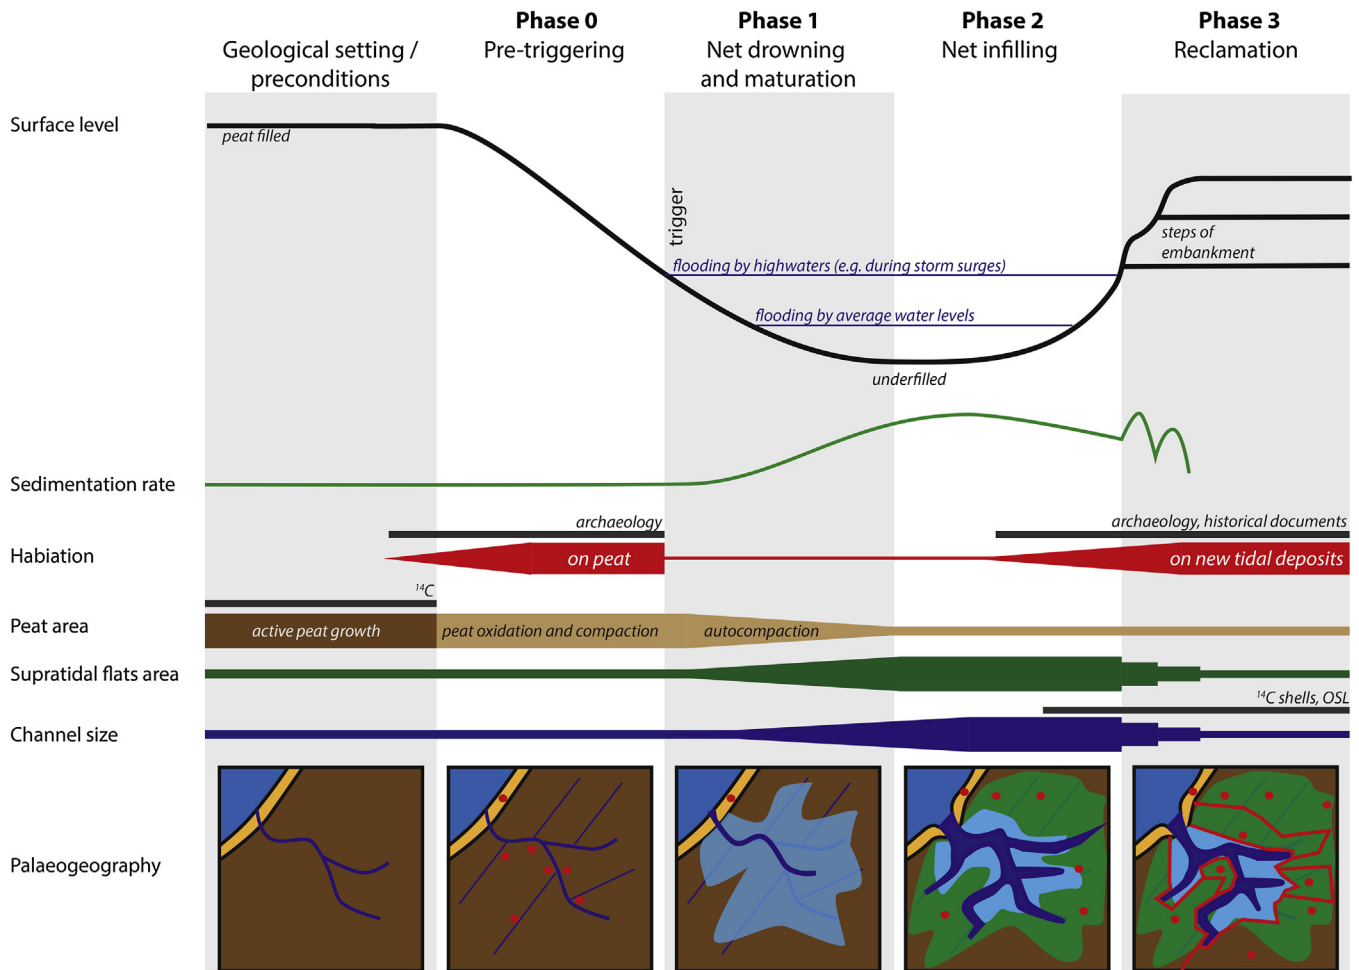 Phase 0
Phase 1
Phase 2
Phase 3
Geological setting /
preconditions
Pre-triggering
Net drowning
and maturation
Net infilling
Reclamation
Surface level
peat filled
trigger
flooding by highwaters (e.g. during storm surges)
flooding by average water levels
underfilled
steps of
embankment
Sedimentation rate
archaeology
archaeology, historical documents
Habiation
on peat
on new tidal deposits
14C
Peat area
active peat growth
peat oxidation and compaction
autocompaction
Supratidal flats area
14C shells, OSL
Channel size
Palaeogeography